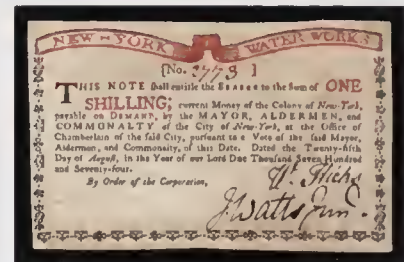 NEW-YORK WATER WORKS
[No. 2773 ]
THIS NOTE shall entitle the BEARER to the Sum of ONE
SHILLING; current Money of the Colony of New-York,
payable on DEMAND, by the MAYOR, ALDERMEN, and
COMMONALTY of the City of New-York, at the Office of
Chamberlain of the said City, pursuant to a Vote of the said Mayor,
Aldermen, and Commonalty, of this Date. Dated the Twenty-fifth
Day of August, in the Year of our Lord One Thousand Seven Hundred
and Seventy-four.
By Order of the Corporation,
Wm. Hicks
J. Watts Junr.